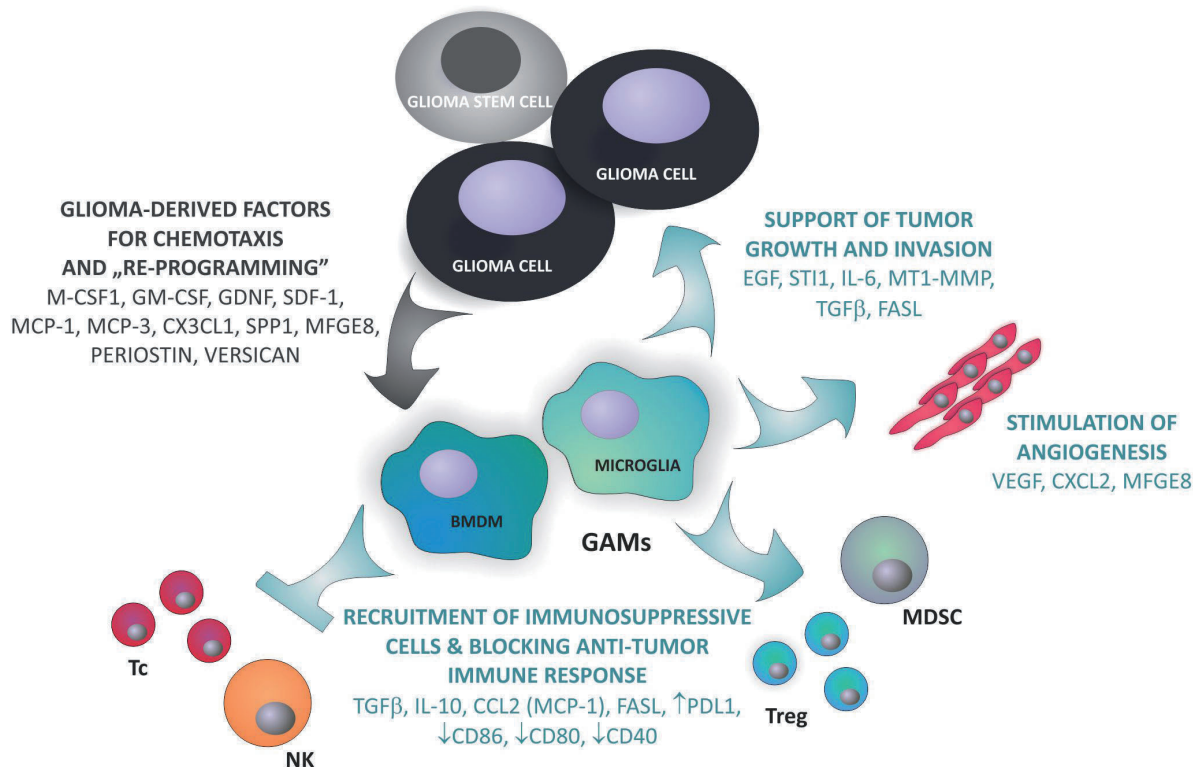 GLIOMA STEM CELL
GLIOMA CELL
GLIOMA CELL
GLIOMA-DERIVED FACTORS
FOR CHEMOTAXIS
AND „RE-PROGRAMMING”
M-CSF1, GM-CSF, GDNF, SDF-1,
MCP-1, MCP-3, CX3CL1, SPP1, MFGE8,
PERIOSTIN, VERSICAN
SUPPORT OF TUMOR
GROWTH AND INVASION
EGF, STI1, IL-6, MT1-MMP,
TGFβ, FASL
STIMULATION OF
ANGIOGENESIS
VEGF, CXCL2, MFGE8
MICROGLIA
BMDM
GAMs
MDSC
Treg
RECRUITMENT OF IMMUNOSUPPRESSIVE
CELLS & BLOCKING ANTI-TUMOR
IMMUNE RESPONSE
TGFβ, IL-10, CCL2 (MCP-1), FASL, ↑PDL1,
↓CD86, ↓CD80, ↓CD40
Tc
NK